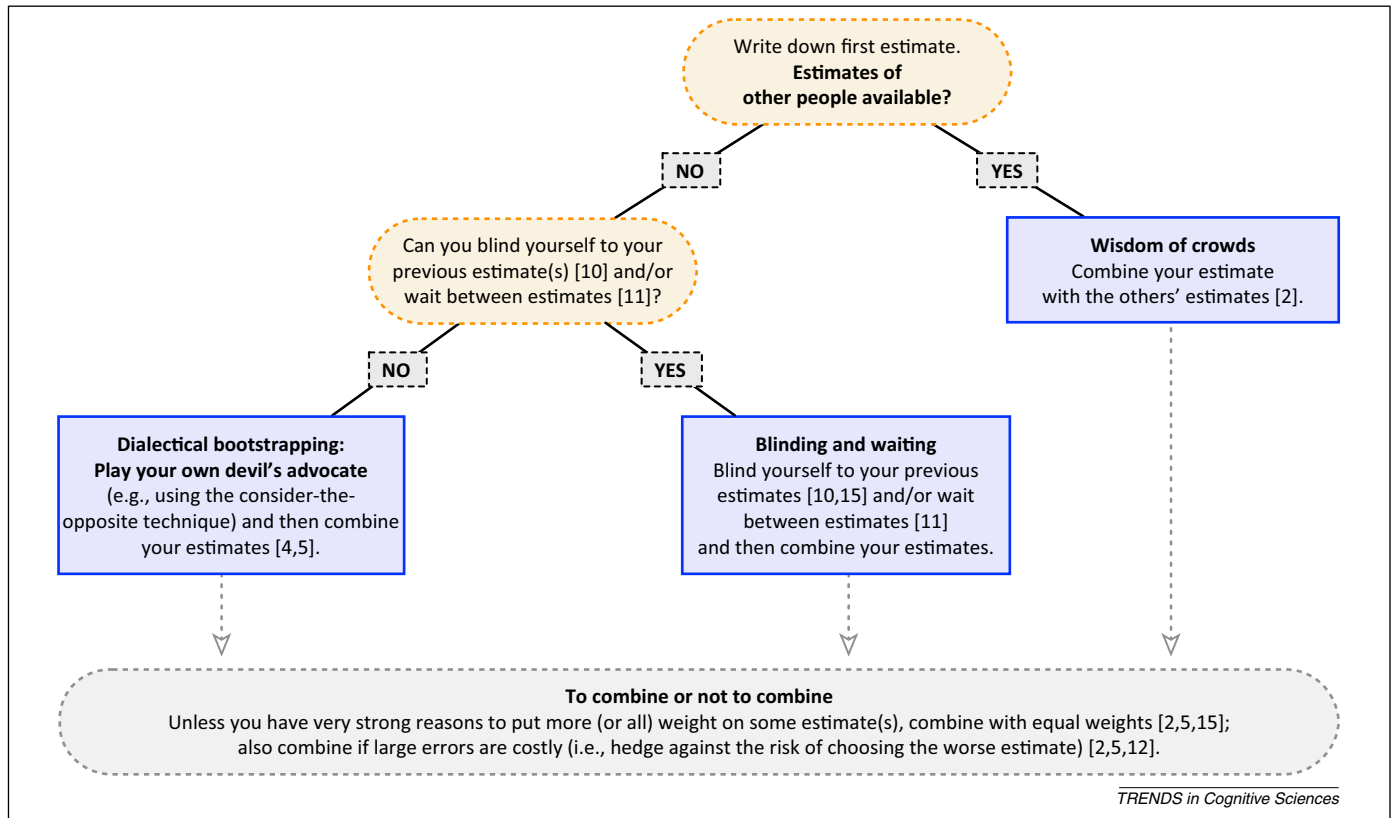 Write down first estimate.
Estimates of
other people available?
NO
YES
Can you blind yourself to your
previous estimate(s) [10] and/or
wait between estimates [11]?
Wisdom of crowds
Combine your estimate
with the others’ estimates [2].
NO
YES
Dialectical bootstrapping:
Play your own devil’s advocate
(e.g., using the consider-the-
opposite technique) and then combine
your estimates [4,5].
Blinding and waiting
Blind yourself to your previous
estimates [10,15] and/or wait
between estimates [11]
and then combine your estimates.
To combine or not to combine
Unless you have very strong reasons to put more (or all) weight on some estimate(s), combine with equal weights [2,5,15];
also combine if large errors are costly (i.e., hedge against the risk of choosing the worse estimate) [2,5,12].
TRENDS in Cognitive Sciences